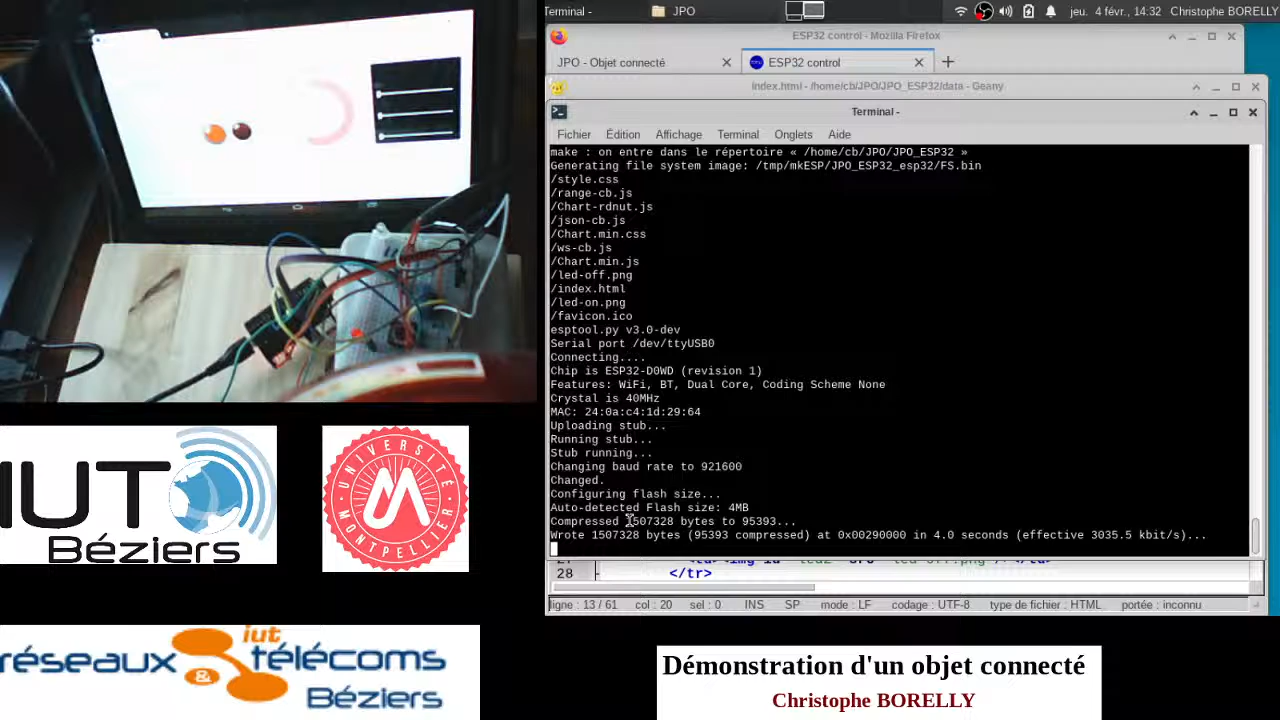 Terminal - JPO jeu. 4 févr., 14:32 Christophe BORELLY
ESP32 control - Mozilla Firefox
JPO - Objet connecté ESP32 control
index.html - /home/cb/JPO/JPO_ESP32/data - Geany
Terminal -
Fichier Édition Affichage Terminal Onglets Aide
make : on entre dans le répertoire « /home/cb/JPO/JPO_ESP32 »
Generating file system image: /tmp/mkESP/JPO_ESP32_esp32/FS.bin
/style.css
/range-cb.js
/Chart-rdnut.js
/json-cb.js
/Chart.min.css
/ws-cb.js
/Chart.min.js
/led-off.png
/index.html
/led-on.png
/favicon.ico
esptool.py v3.0-dev
Serial port /dev/ttyUSB0
Connecting....
Chip is ESP32-D0WD (revision 1)
Features: WiFi, BT, Dual Core, Coding Scheme None
Crystal is 40MHz
MAC: 24:0a:c4:1d:29:64
Uploading stub...
Running stub...
Stub running...
Changing baud rate to 921600
Changed.
Configuring flash size...
Auto-detected Flash size: 4MB
Compressed 1507328 bytes to 95393...
Wrote 1507328 bytes (95393 compressed) at 0x00290000 in 4.0 seconds (effective 3035.5 kbit/s)...
28 </tr>
ligne : 13 / 61 col : 20 sel : 0 INS SP mode : LF codage : UTF-8 type de fichier : HTML portée : inconnu
IUT
Béziers
UNIVERSITÉ
MONTPELLIER
iut
réseaux & télécoms
Béziers
Démonstration d'un objet connecté
Christophe BORELLY